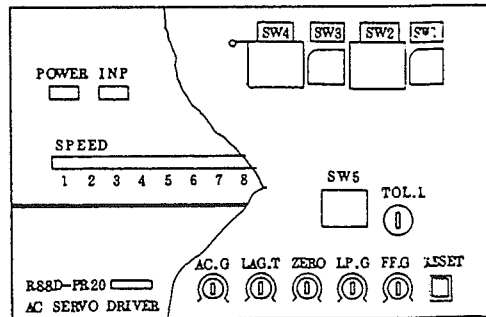 SW4 SW3 SW2 SW1
POWER INP
SPEED
1 2 3 4 5 6 7 8
SW5
TOL.L
AC.G LAG.T ZERO LP.G FF.G RESET
R88D-PR20
AC SERVO DRIVER